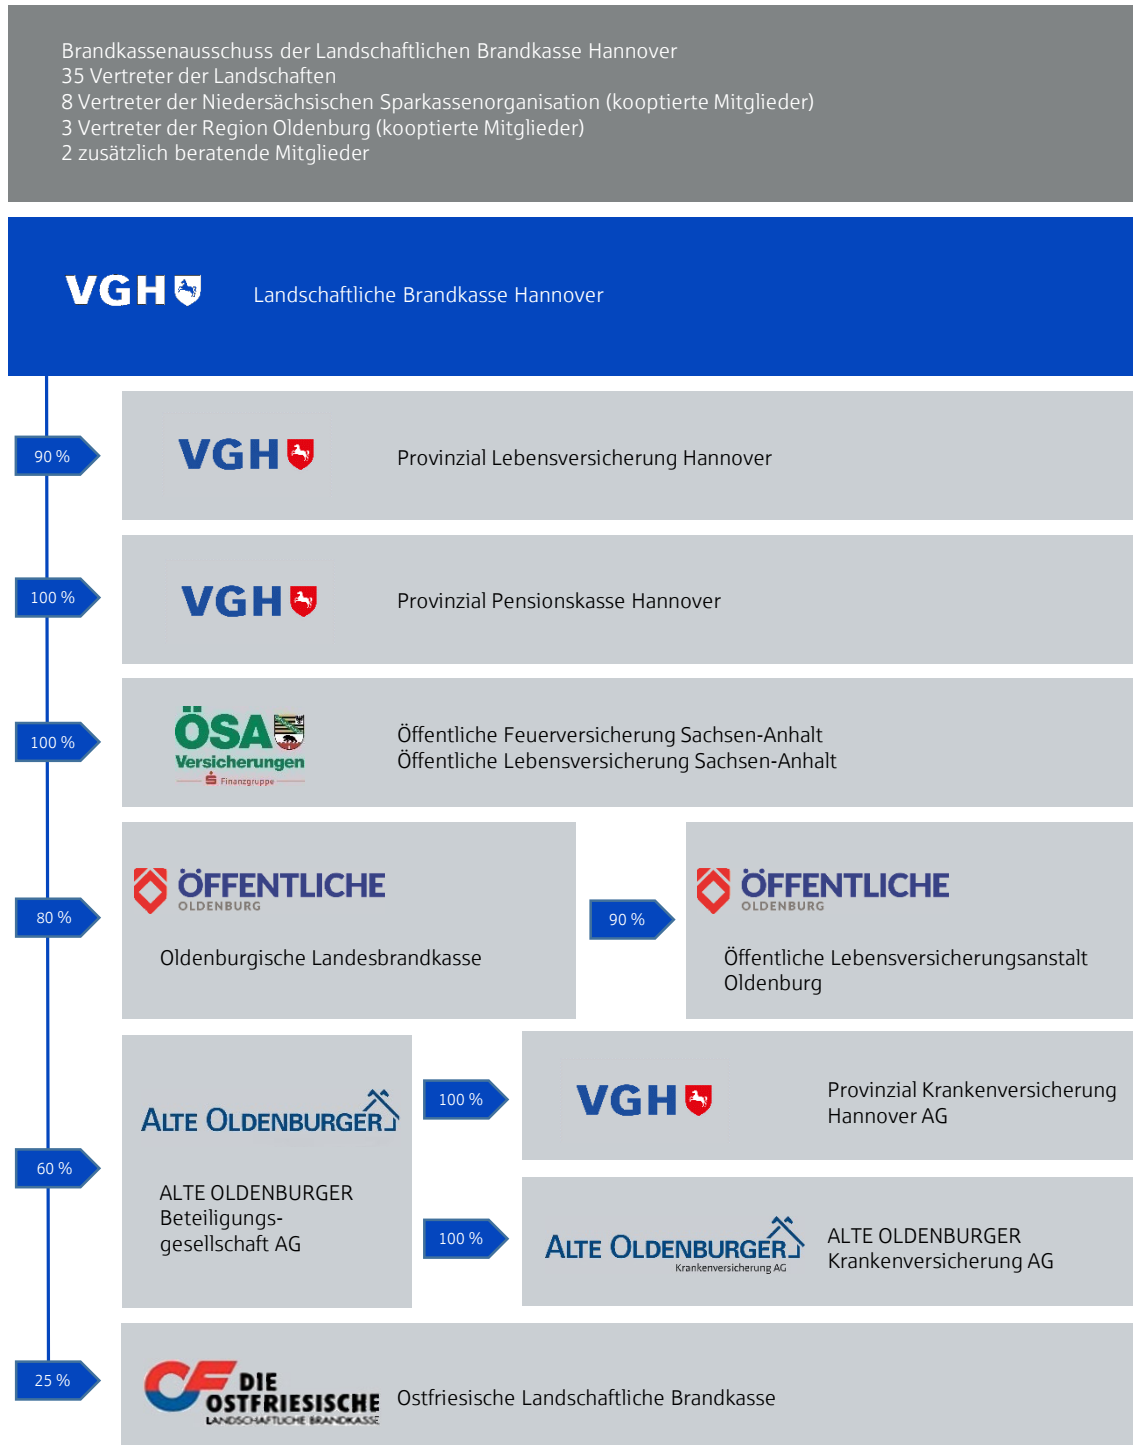 Brandkassenausschuss der Landschaftlichen Brandkasse Hannover
35 Vertreter der Landschaften
8 Vertreter der Niedersächsischen Sparkassenorganisation (kooptierte Mitglieder)
3 Vertreter der Region Oldenburg (kooptierte Mitglieder)
2 zusätzlich beratende Mitglieder
VGH
Landschaftliche Brandkasse Hannover
90 %
VGH
Provinzial Lebensversicherung Hannover
100 %
VGH
Provinzial Pensionskasse Hannover
100 %
ÖSA
Versicherungen
Finanzgruppe
Öffentliche Feuerversicherung Sachsen-Anhalt
Öffentliche Lebensversicherung Sachsen-Anhalt
80 %
ÖFFENTLICHE
OLDENBURG
Oldenburgische Landesbrandkasse
90 %
ÖFFENTLICHE
OLDENBURG
Öffentliche Lebensversicherungsanstalt
Oldenburg
60 %
ALTE OLDENBURGER
ALTE OLDENBURGER
Beteiligungs-
gesellschaft AG
100 %
VGH
Provinzial Krankenversicherung
Hannover AG
100 %
ALTE OLDENBURGER
Krankenversicherung AG
ALTE OLDENBURGER
Krankenversicherung AG
25 %
DIE
OSTFRIESISCHE
LANDSCHAFTLICHE BRANDKASSE
Ostfriesische Landschaftliche Brandkasse